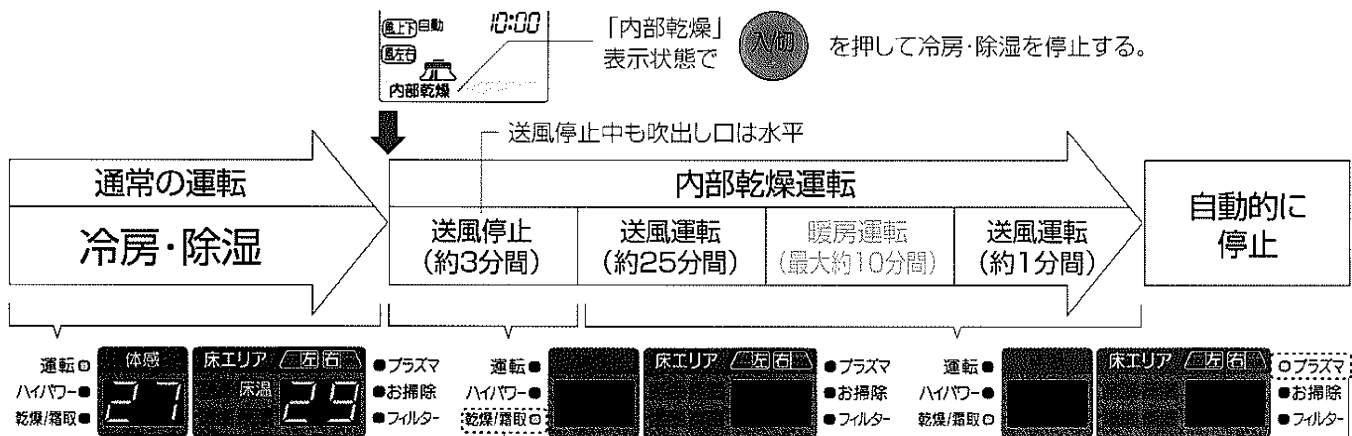 風上下 自動 10:00
風左右
内部乾燥
「内部乾燥」
表示状態で
入/切
を押して冷房・除湿を停止する。
送風停止中も吹出し口は水平
通常の運転
冷房・除湿
内部乾燥運転
送風停止
(約3分間)
送風運転
(約25分間)
暖房運転
(最大約10分間)
送風運転
(約1分間)
自動的に
停止
運転
ハイパワー
乾燥/霜取
体感
27
床エリア 左 右
床温 29
プラズマ
お掃除
フィルター
運転
ハイパワー
乾燥/霜取
床エリア 左 右
プラズマ
お掃除
フィルター
運転
ハイパワー
乾燥/霜取
床エリア 左 右
プラズマ
お掃除
フィルター